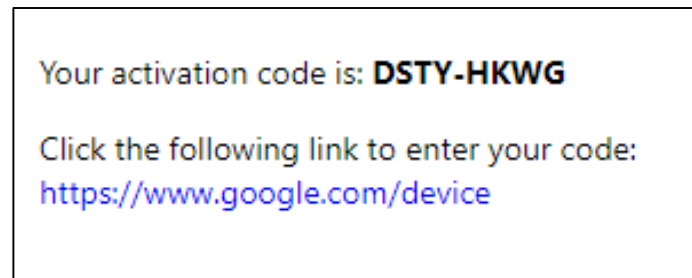 Your activation code is: DSTY-HKWG
Click the following link to enter your code:
https://www.google.com/device